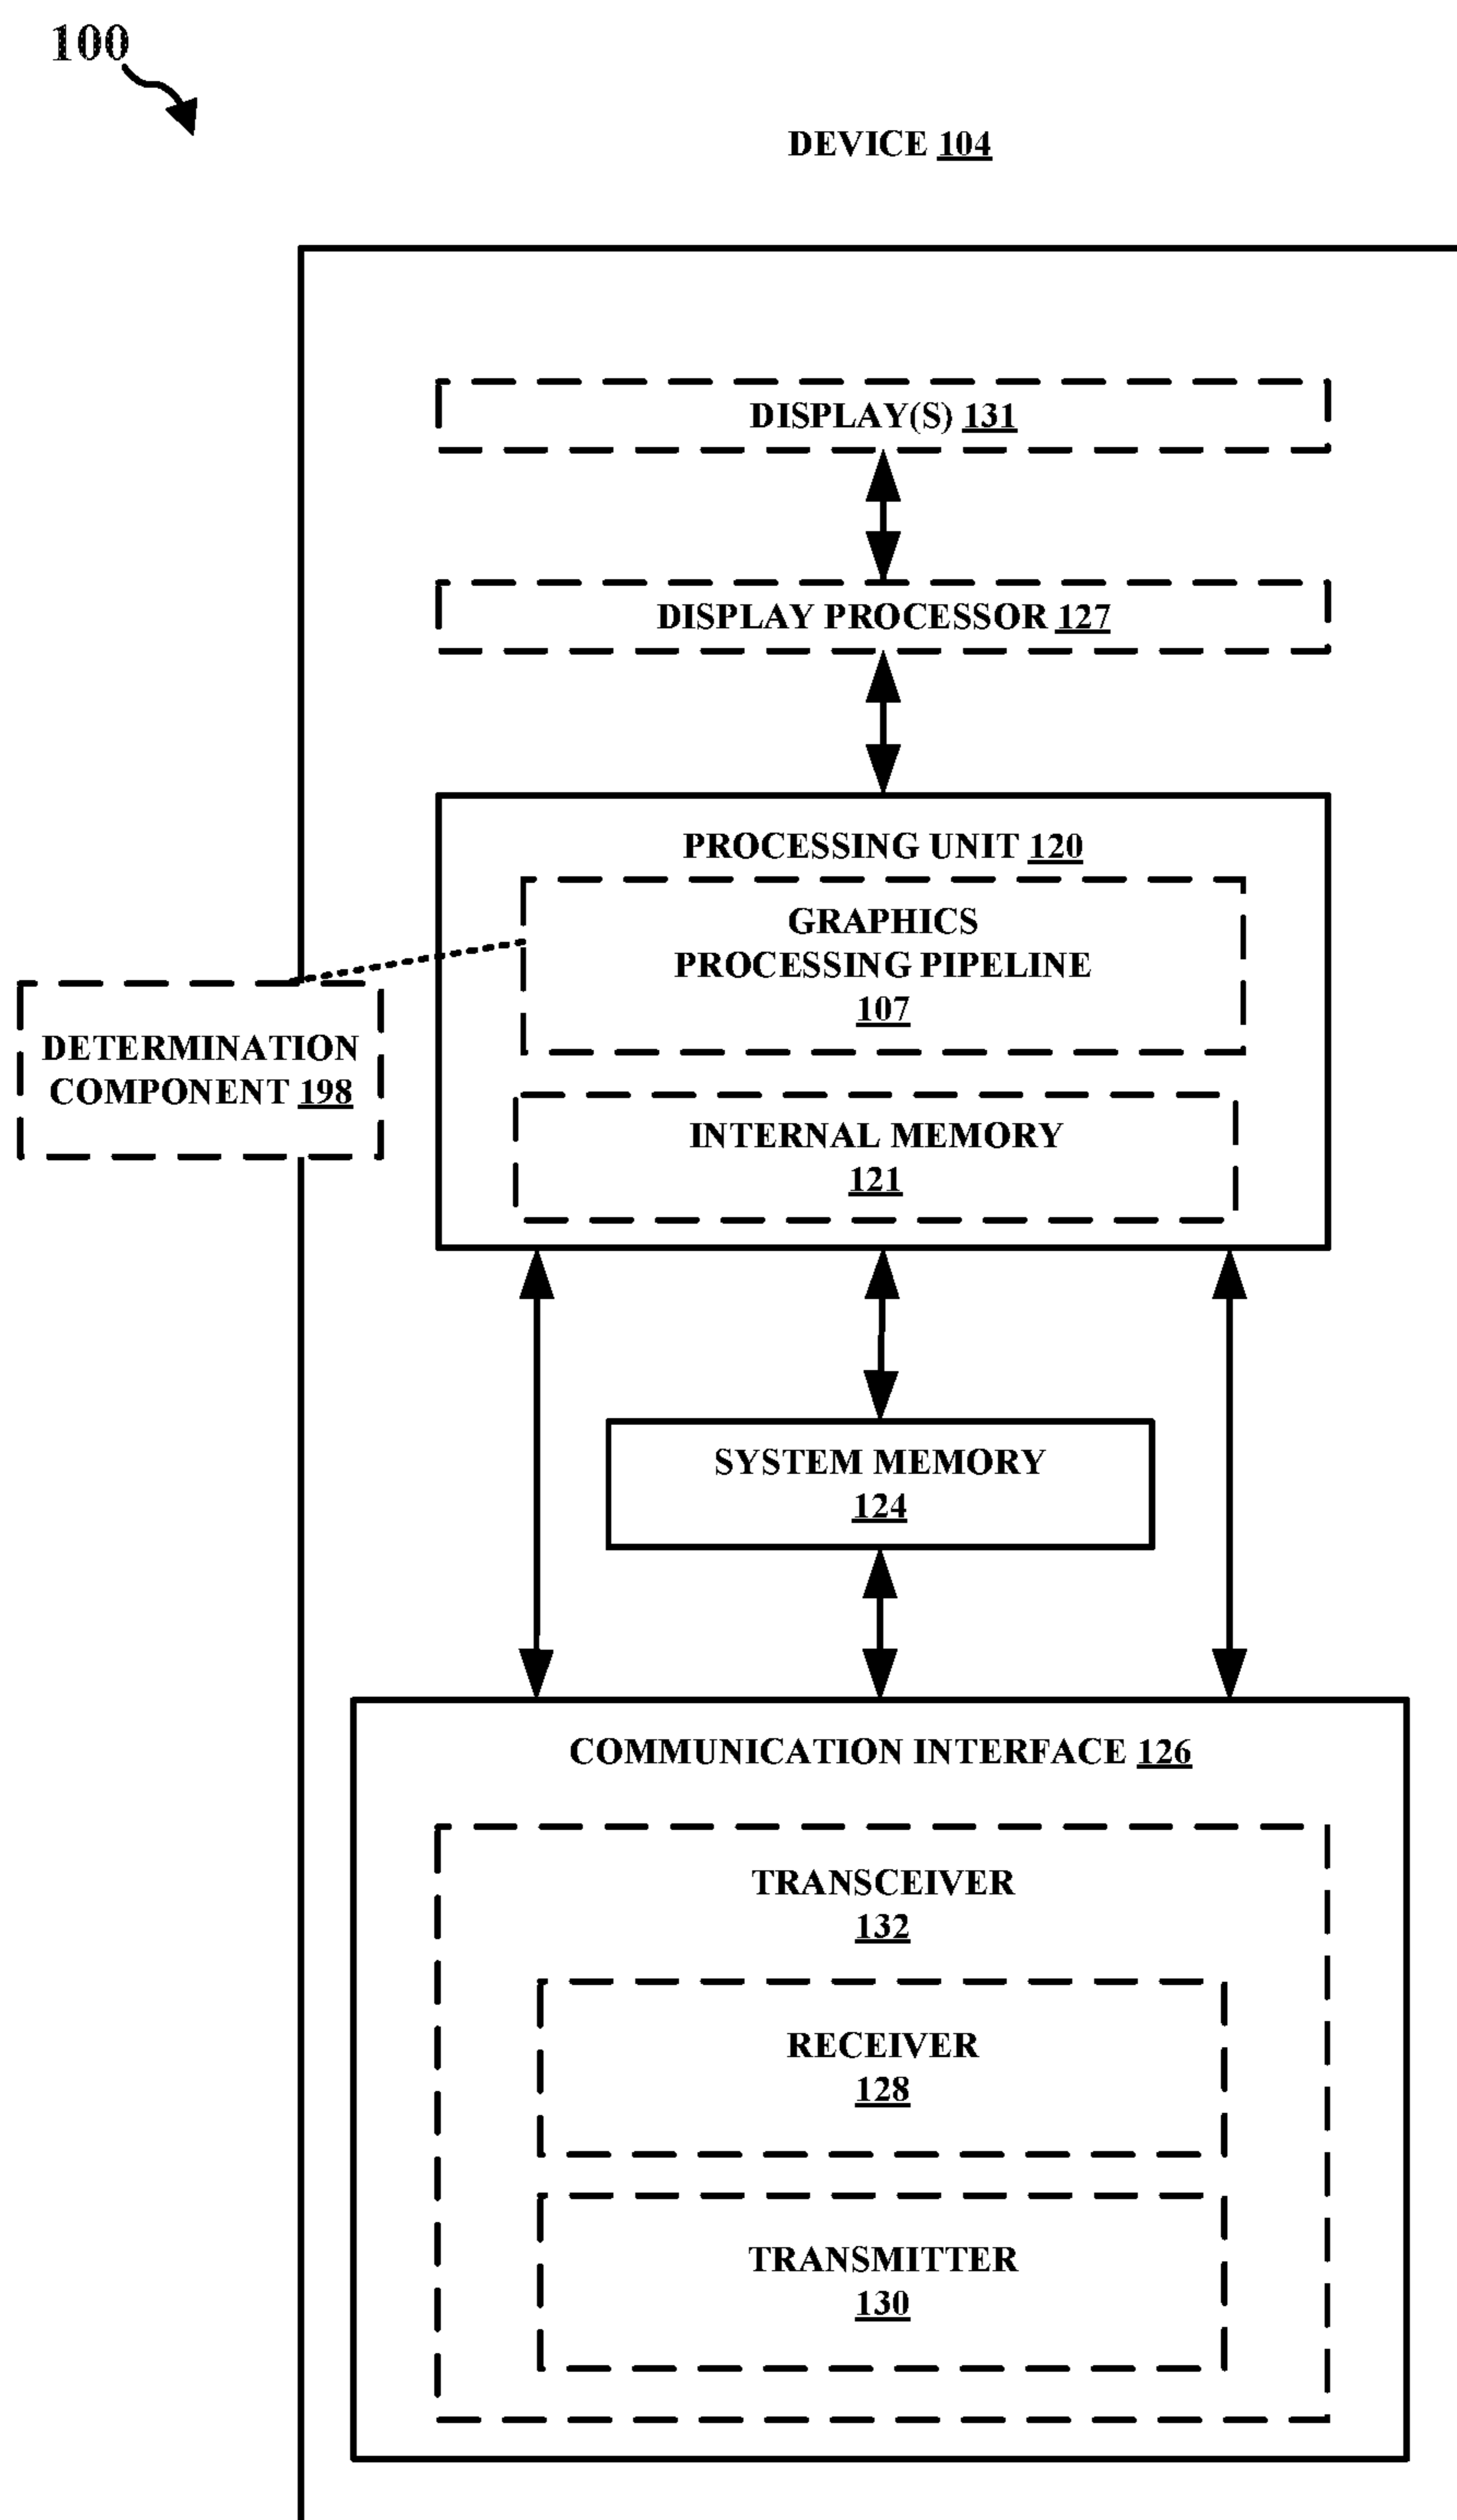 100
DEVICE 104
DISPLAY(S) 131
DISPLAY PROCESSOR 127
PROCESSING UNIT 120
GRAPHICS
PROCESSING PIPELINE
107
DETERMINATION
COMPONENT 198
INTERNAL MEMORY
121
SYSTEM MEMORY
124
COMMUNICATION INTERFACE 126
TRANSCEIVER
132
RECEIVER
128
TRANSMITTER
130